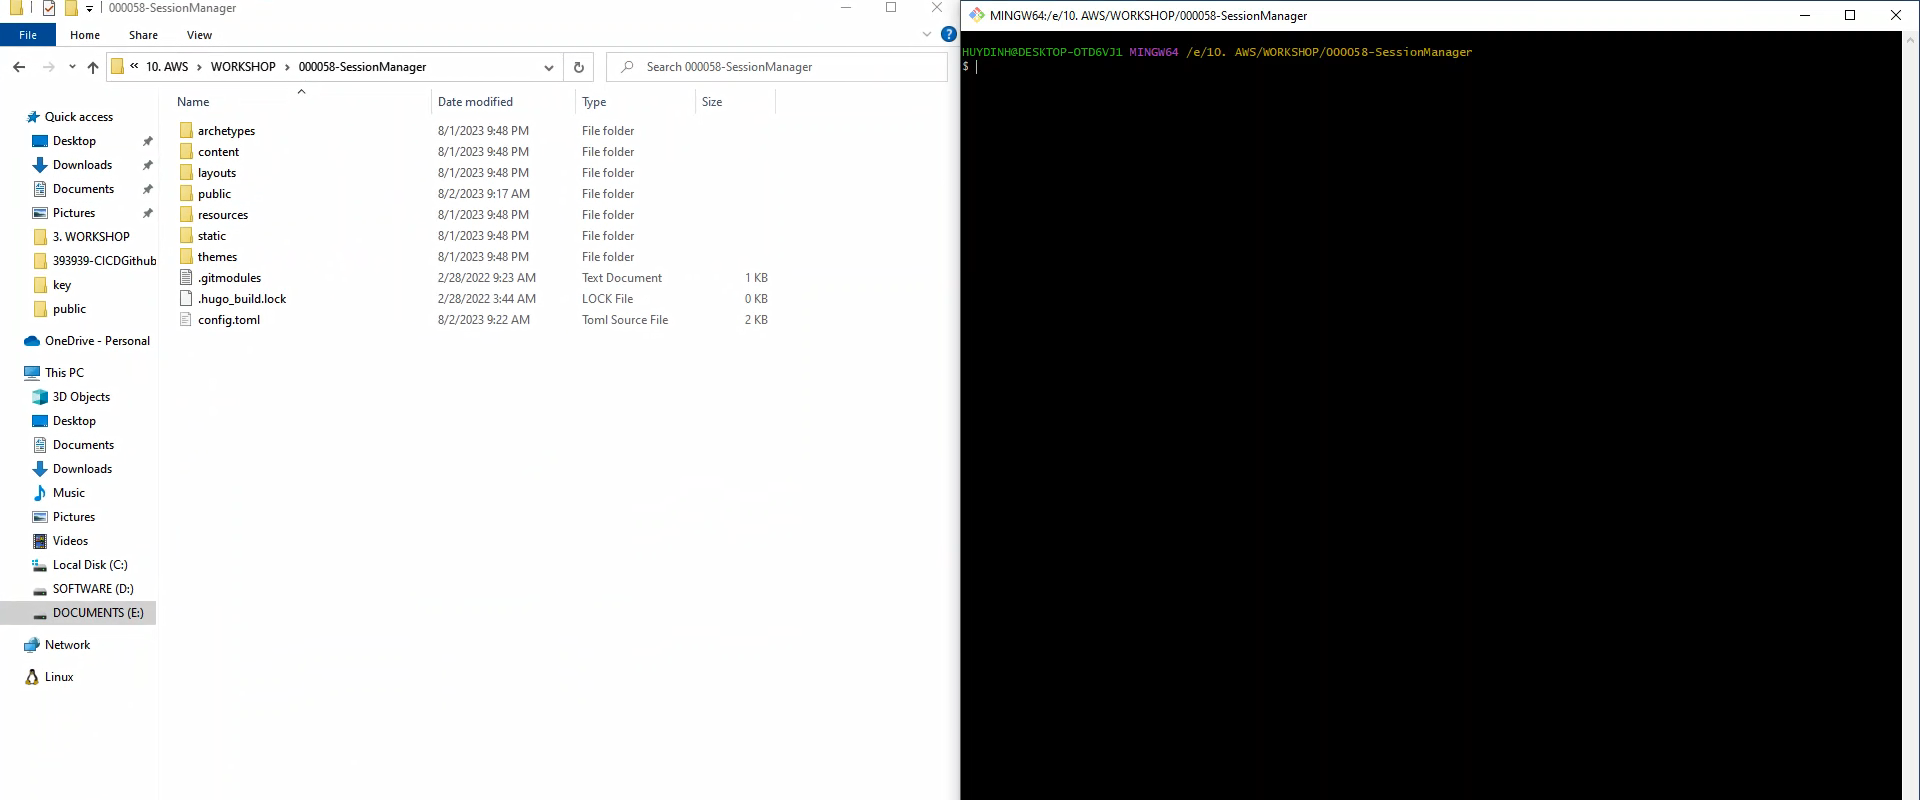 000058-SessionManager
File Home Share View
« 10. AWS > WORKSHOP > 000058-SessionManager
Search 000058-SessionManager
Quick access
Desktop
Downloads
Documents
Pictures
3. WORKSHOP
393939-CICDGithub
key
public
OneDrive - Personal
This PC
3D Objects
Desktop
Documents
Downloads
Music
Pictures
Videos
Local Disk (C:)
SOFTWARE (D:)
DOCUMENTS (E:)
Network
Linux
Name Date modified Type Size
archetypes 8/1/2023 9:48 PM File folder
content 8/1/2023 9:48 PM File folder
layouts 8/1/2023 9:48 PM File folder
public 8/2/2023 9:17 AM File folder
resources 8/1/2023 9:48 PM File folder
static 8/1/2023 9:48 PM File folder
themes 8/1/2023 9:48 PM File folder
.gitmodules 2/28/2022 9:23 AM Text Document 1 KB
.hugo_build.lock 2/28/2022 3:44 AM LOCK File 0 KB
config.toml 8/2/2023 9:22 AM Toml Source File 2 KB
MINGW64:/e/10. AWS/WORKSHOP/000058-SessionManager
HUYDINH@DESKTOP-OTD6VJ1 MINGW64 /e/10. AWS/WORKSHOP/000058-SessionManager
$